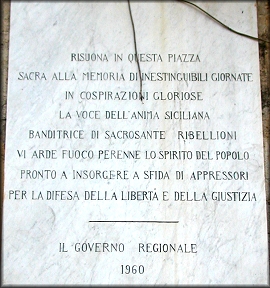 RISUONA IN QUESTA PIAZZA
SACRA ALLA MEMORIA DI INESTINGUIBILI GIORNATE
IN COSPIRAZIONI GLORIOSE
LA VOCE DELL'ANIMA SICILIANA
BANDITRICE DI SACROSANTE RIBELLIONI
VI ARDE FUOCO PERENNE LO SPIRITO DEL POPOLO
PRONTO A INSORGERE A SFIDA DI APPRESSORI
PER LA DIFESA DELLA LIBERTÀ E DELLA GIUSTIZIA
IL GOVERNO REGIONALE
1960